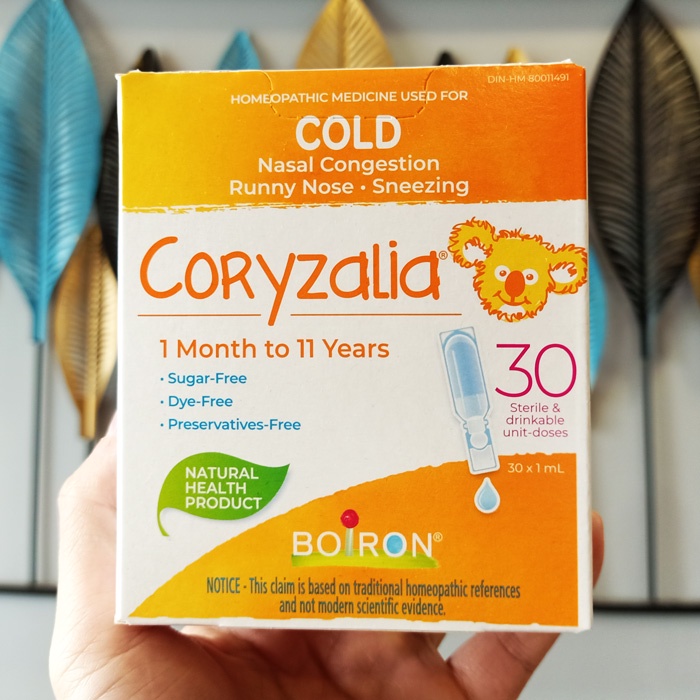 DIN-HM 80011491
HOMEOPATHIC MEDICINE USED FOR
COLD
Nasal Congestion
Runny Nose • Sneezing
CORYZALIA®
1 Month to 11 Years
• Sugar-Free
• Dye-Free
• Preservatives-Free
30
Sterile &
drinkable
unit-doses
30 x 1 mL
NATURAL
HEALTH
PRODUCT
BOIRON®
NOTICE - This claim is based on traditional homeopathic references
and not modern scientific evidence.